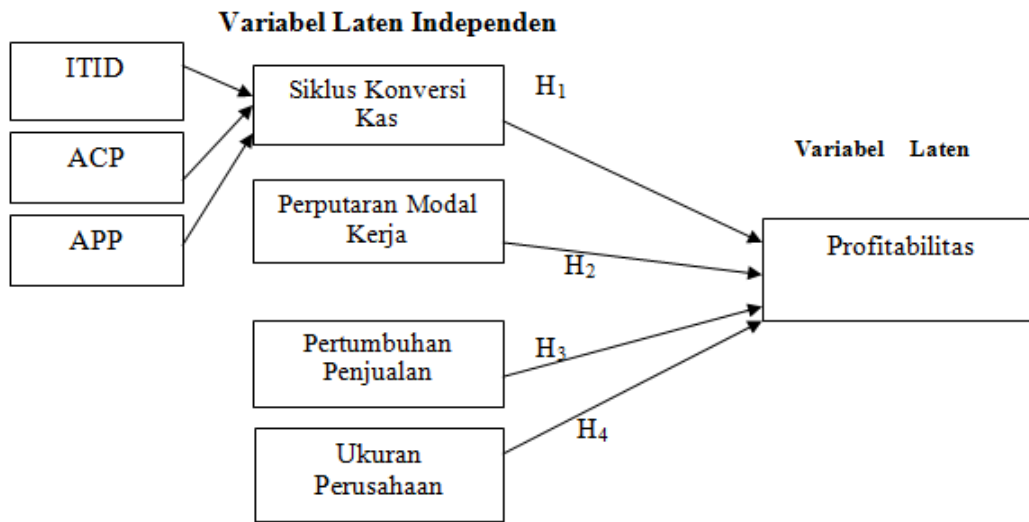 Variabel Laten Independen
ITID
ACP
APP
Siklus Konversi
Kas
Perputaran Modal
Kerja
Pertumbuhan
Penjualan
Ukuran
Perusahaan
H₁
H₂
H₃
H₄
Variabel Laten
Profitabilitas